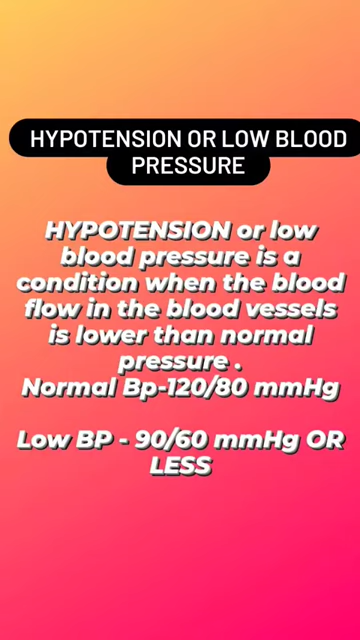 HYPOTENSION OR LOW BLOOD
PRESSURE
HYPOTENSION or low
blood pressure is a
condition when the blood
flow in the blood vessels
is lower than normal
pressure .
Normal Bp-120/80 mmHg
Low BP - 90/60 mmHg OR
LESS